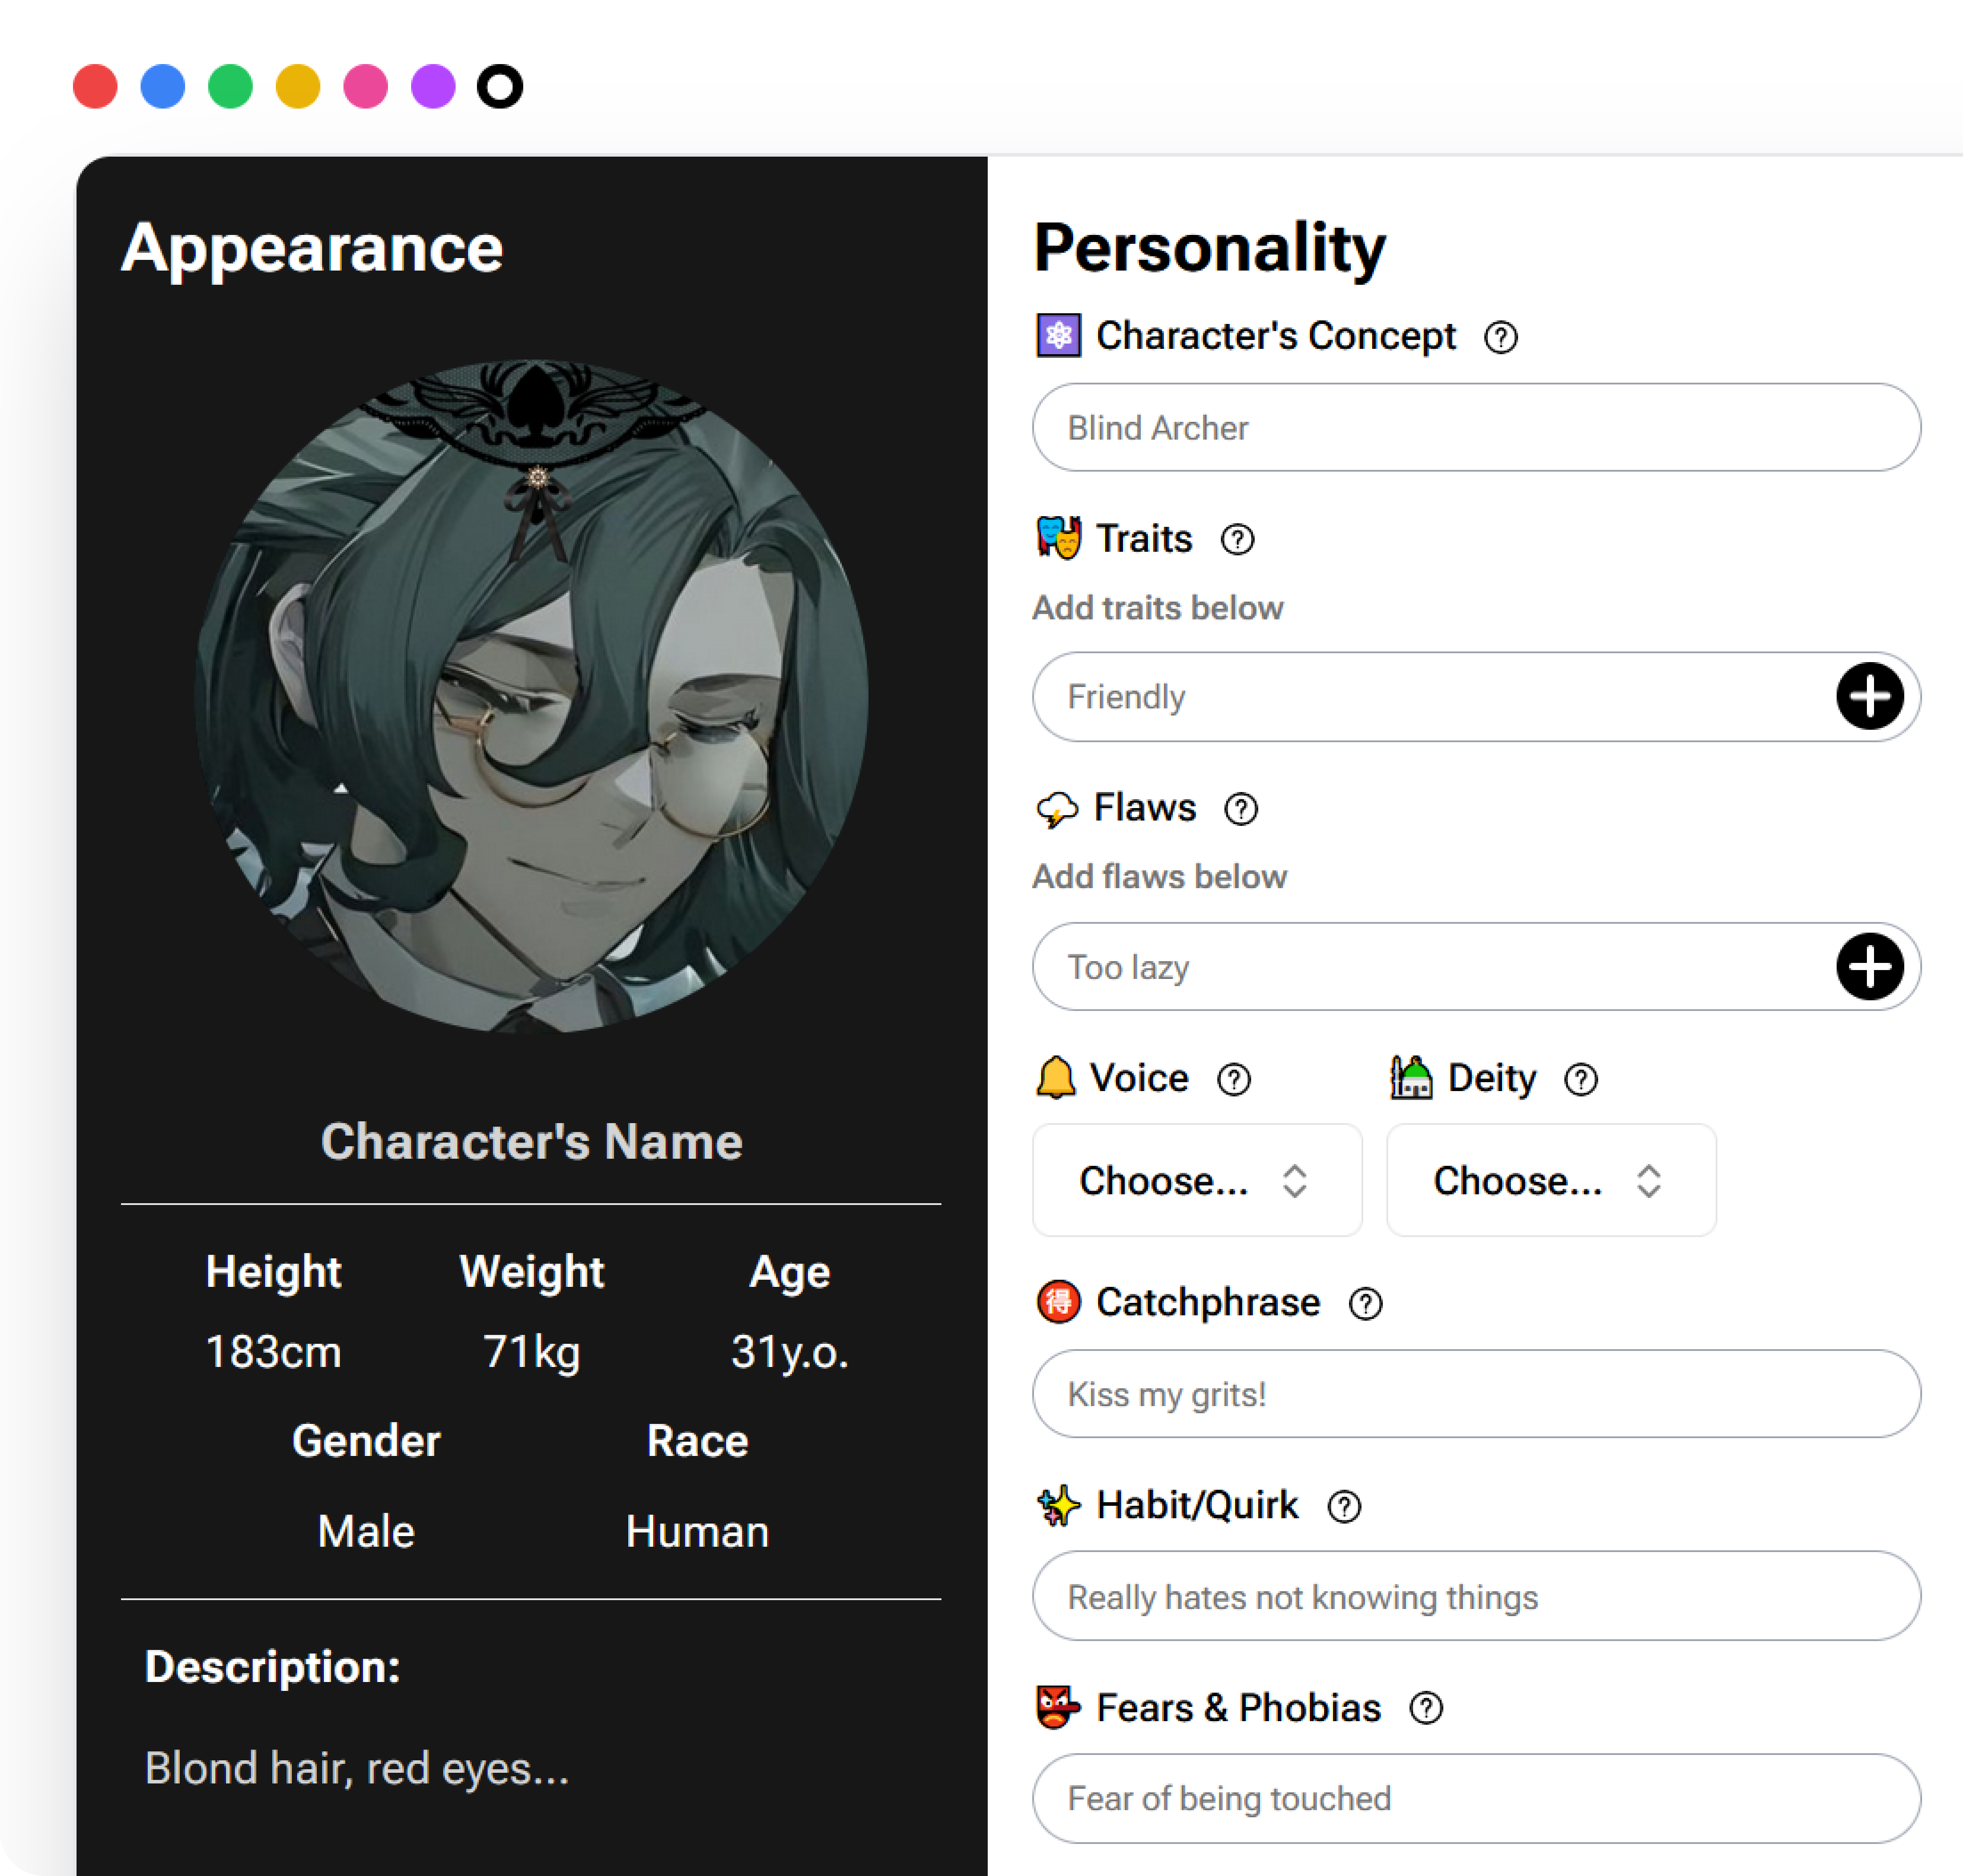 Appearance
Character's Name
Height Weight Age
183cm 71kg 31y.o.
Gender Race
Male Human
Description:
Blond hair, red eyes...
Personality
Character's Concept ?
Blind Archer
Traits ?
Add traits below
Friendly
Flaws ?
Add flaws below
Too lazy
Voice ? Deity ?
Choose... Choose...
得 Catchphrase ?
Kiss my grits!
Habit/Quirk ?
Really hates not knowing things
Fears & Phobias ?
Fear of being touched